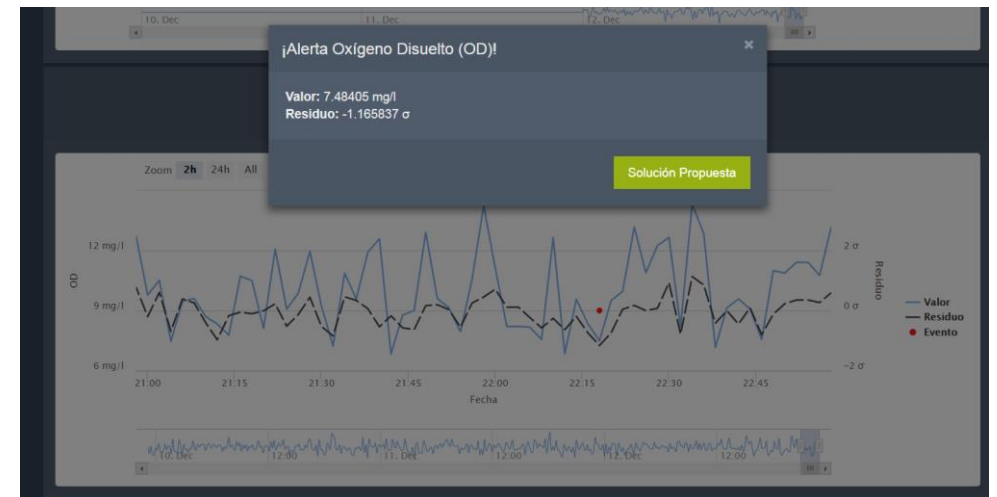 10. Dec 11. Dec 12. Dec
¡Alerta Oxígeno Disuelto (OD)! ×
Valor: 7.48405 mg/l
Residuo: -1.165837 σ
Solución Propuesta
Zoom 2h 24h All
12 mg/l 2 σ
OD
Residuo
9 mg/l 0 σ
Valor
Residuo
Evento
6 mg/l −2 σ
21:00 21:15 21:30 21:45 22:00 22:15 22:30 22:45
Fecha
10. Dec 12:00 11. Dec 12:00 12. Dec 12:00